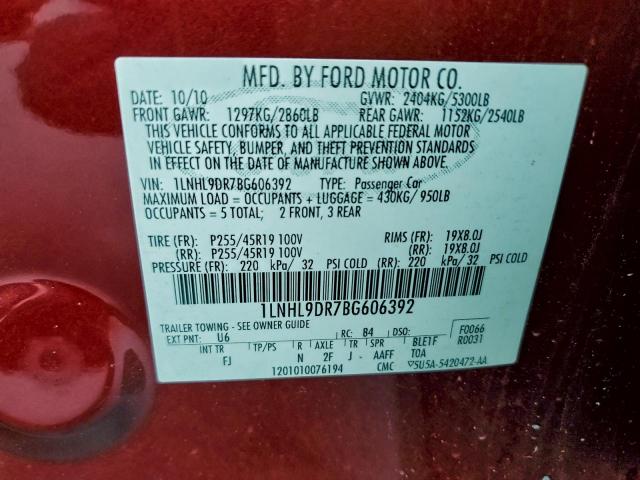 MFD. BY FORD MOTOR CO.
DATE: 10/10 GVWR: 2404KG/5300LB
FRONT GAWR: 1297KG/2860LB REAR GAWR: 1152KG/2540LB
THIS VEHICLE CONFORMS TO ALL APPLICABLE FEDERAL MOTOR
VEHICLE SAFETY, BUMPER, AND THEFT PREVENTION STANDARDS
IN EFFECT ON THE DATE OF MANUFACTURE SHOWN ABOVE.
VIN: 1LNHL9DR7BG606392 TYPE: Passenger Car
MAXIMUM LOAD = OCCUPANTS + LUGGAGE = 430KG/ 950LB
OCCUPANTS = 5 TOTAL; 2 FRONT, 3 REAR
TIRE (FR): P255/45R19 100V RIMS (FR): 19X8.0J
(RR): P255/45R19 100V (RR): 19X8.0J
PRESSURE (FR): 220 kPa/ 32 PSI COLD (RR): 220 kPa/ 32 PSI COLD
1LNHL9DR7BG606392
TRAILER TOWING - SEE OWNER GUIDE
EXT PNT: U6 RC: B4 DSO: F0066
INT TR TP/PS R AXLE TR SPR BLE1F R0031
FJ N 2F J - AAFF TOA
1201010076194 CMC ▽5U5A-5420472-AA